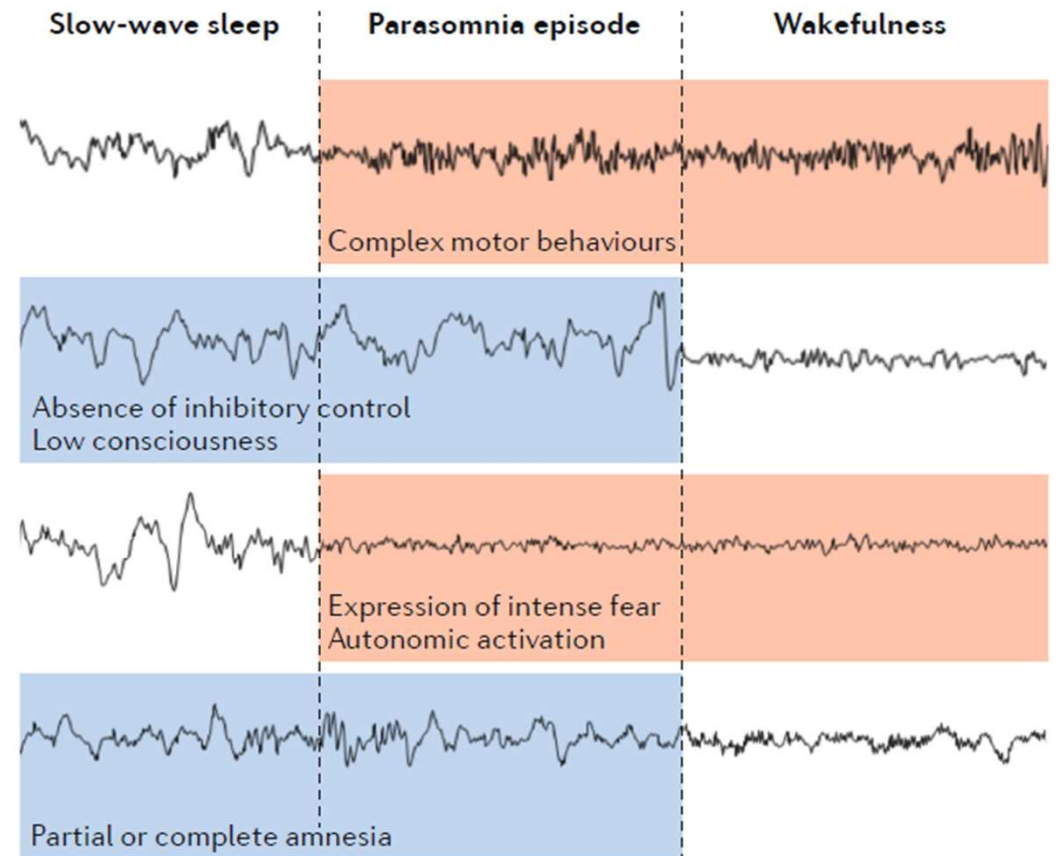 Slow-wave sleep
Parasomnia episode
Wakefulness
Complex motor behaviours
Absence of inhibitory control
Low consciousness
Expression of intense fear
Autonomic activation
Partial or complete amnesia